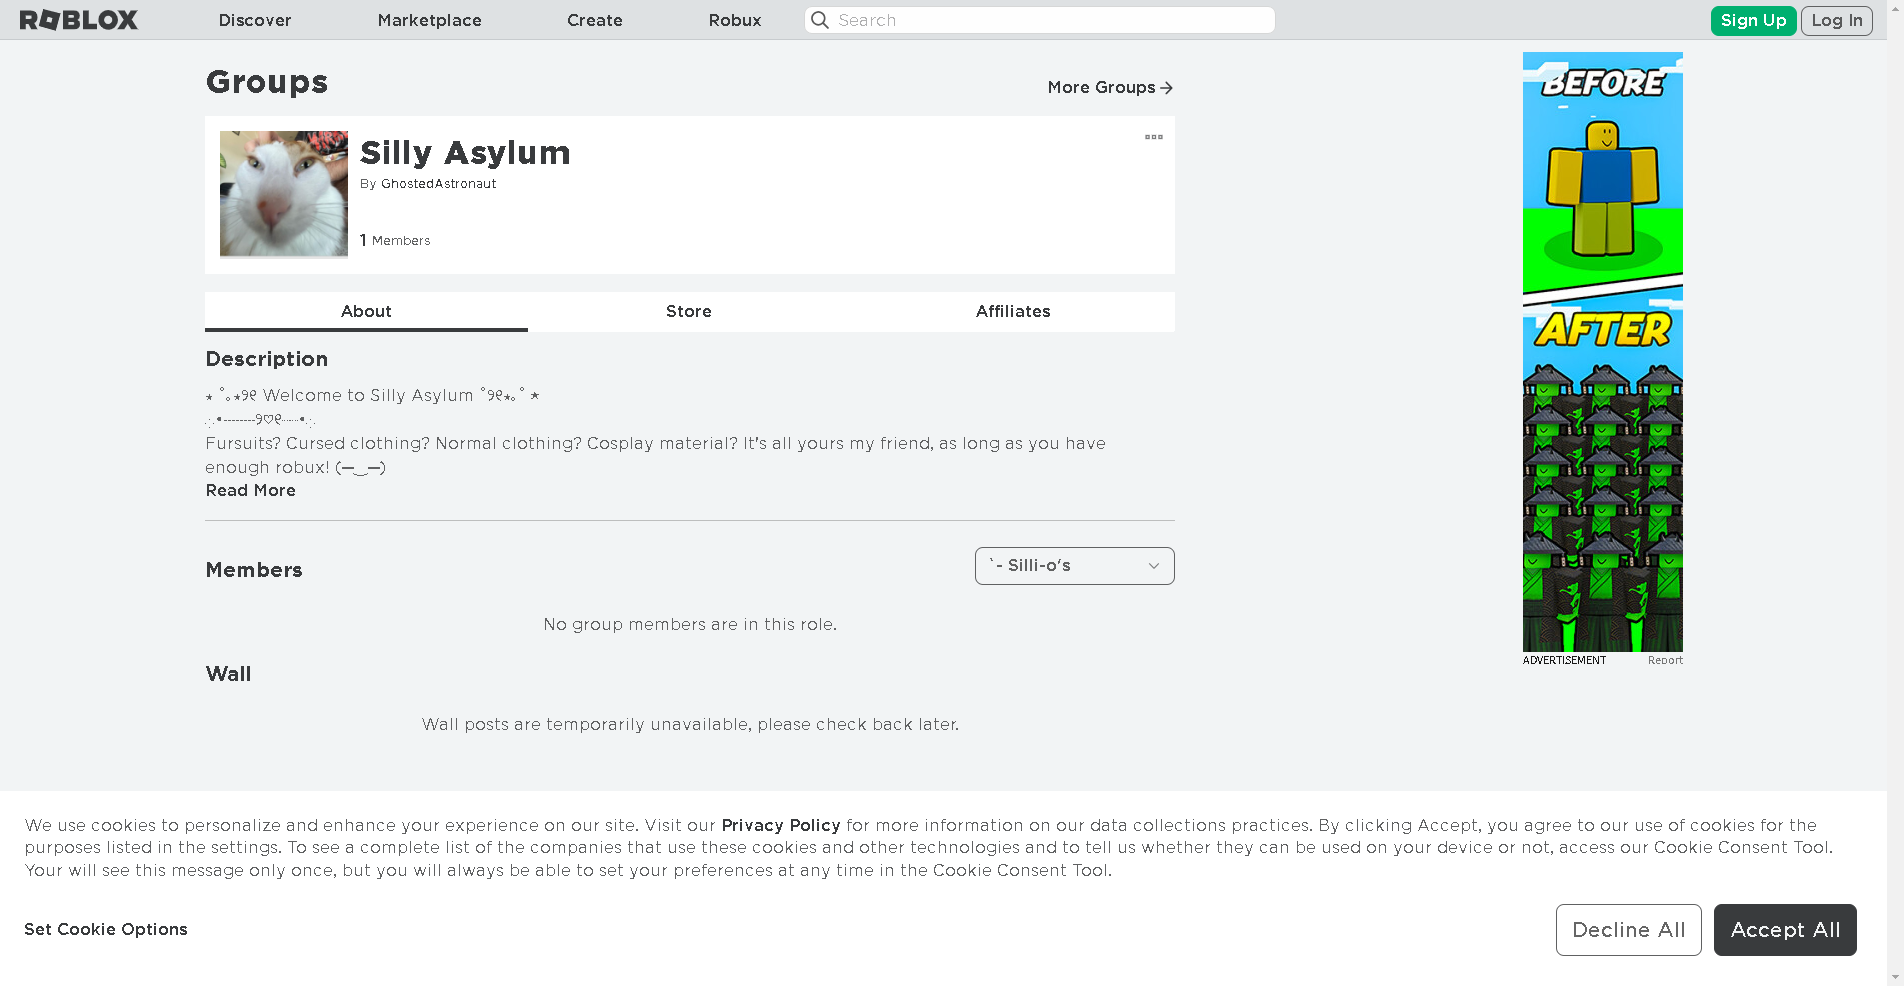 ROBLOX
Discover
Marketplace
Create
Robux
Search
Sign Up
Log In
Groups
More Groups
Silly Asylum
By GhostedAstronaut
1 Members
About
Store
Affiliates
Description
⋆ ˚｡⋆୨୧ Welcome to Silly Asylum ˚୨୧⋆｡˚ ⋆
.·.•--------୨♡୧--------•.·.
Fursuits? Cursed clothing? Normal clothing? Cosplay material? It's all yours my friend, as long as you have
enough robux! (━‿━)
Read More
Members
`- Silli-o's
No group members are in this role.
Wall
Wall posts are temporarily unavailable, please check back later.
BEFORE
AFTER
ADVERTISEMENT
Report
We use cookies to personalize and enhance your experience on our site. Visit our Privacy Policy for more information on our data collections practices. By clicking Accept, you agree to our use of cookies for the
purposes listed in the settings. To see a complete list of the companies that use these cookies and other technologies and to tell us whether they can be used on your device or not, access our Cookie Consent Tool.
Your will see this message only once, but you will always be able to set your preferences at any time in the Cookie Consent Tool.
Set Cookie Options
Decline All
Accept All